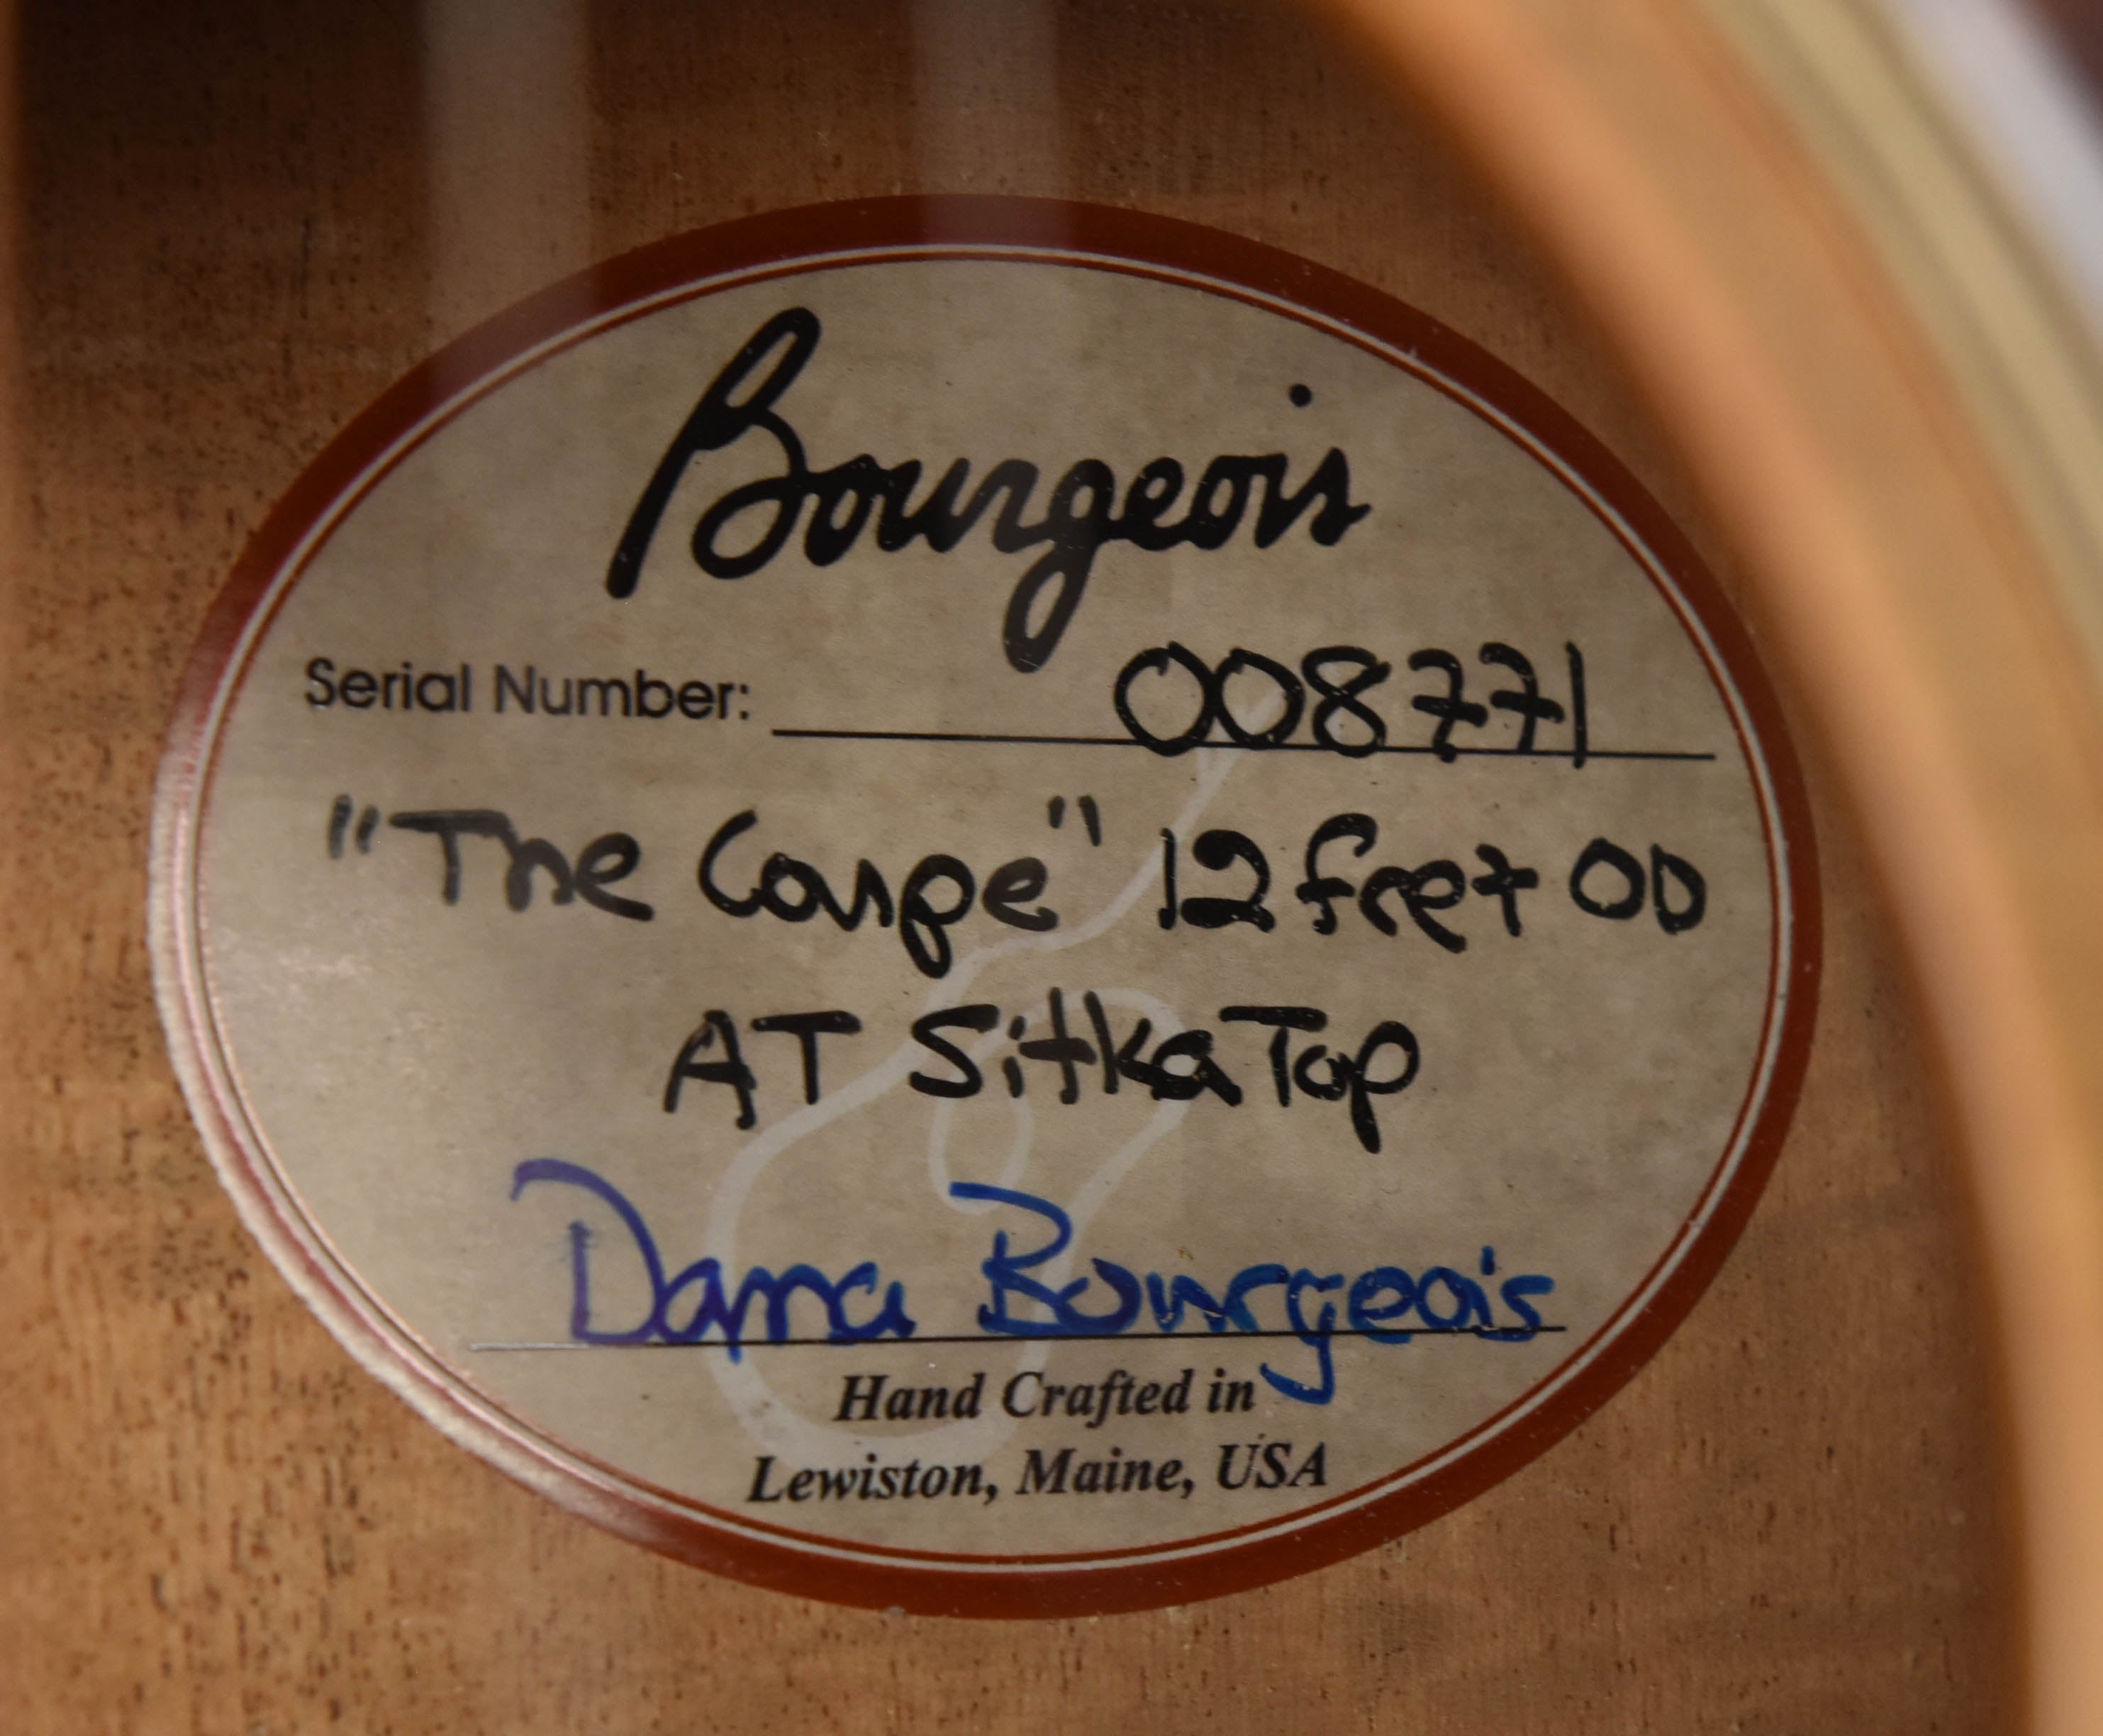 Bourgeois
Serial Number: 008771
"The Coupe" 12 fret 00
AT Sitka Top
Dana Bourgeois
Hand Crafted in
Lewiston, Maine, USA